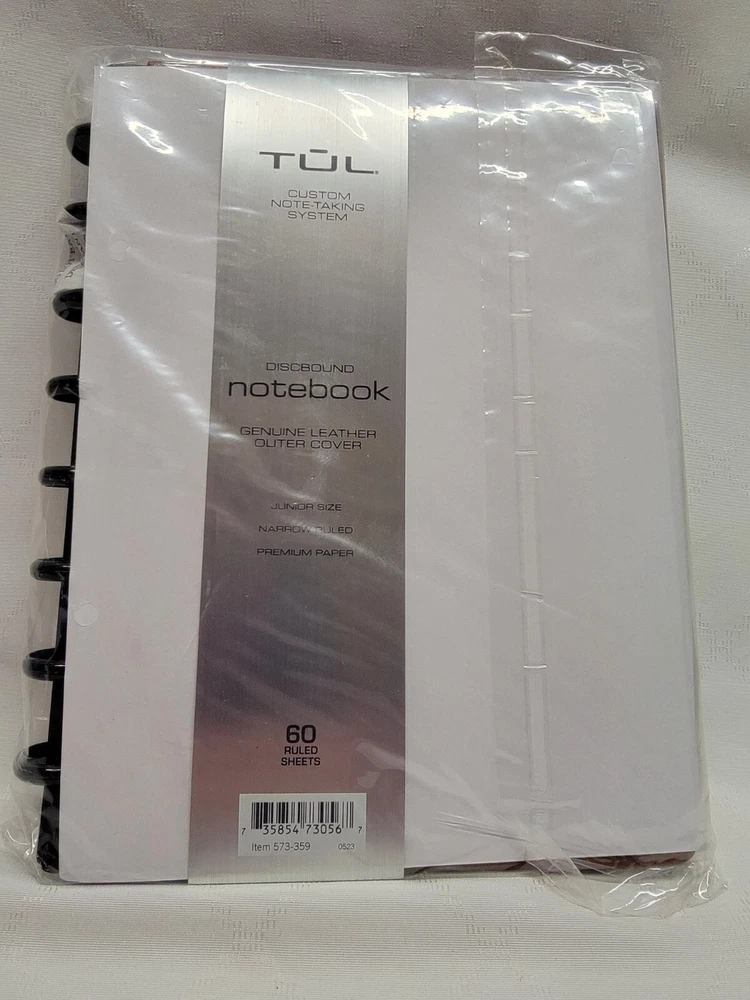 TŪL
CUSTOM
NOTE-TAKING
SYSTEM
DISCBOUND
notebook
GENUINE LEATHER
OUTER COVER
JUNIOR SIZE
NARROW RULED
PREMIUM PAPER
60
RULED
SHEETS
7 35854 73056 7
Item 573-359 0523